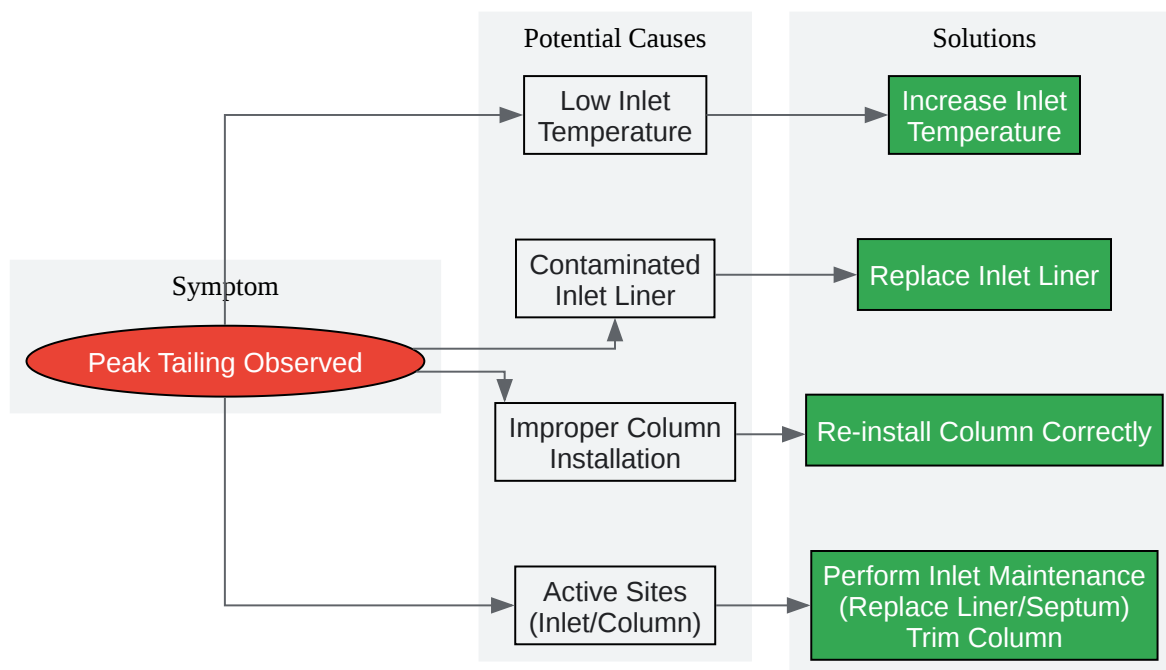 Potential Causes
Solutions
Low Inlet
Temperature
Increase Inlet
Temperature
Contaminated
Inlet Liner
Replace Inlet Liner
Symptom
Peak Tailing Observed
Improper Column
Installation
Re-install Column Correctly
Active Sites
(Inlet/Column)
Perform Inlet Maintenance
(Replace Liner/Septum)
Trim Column